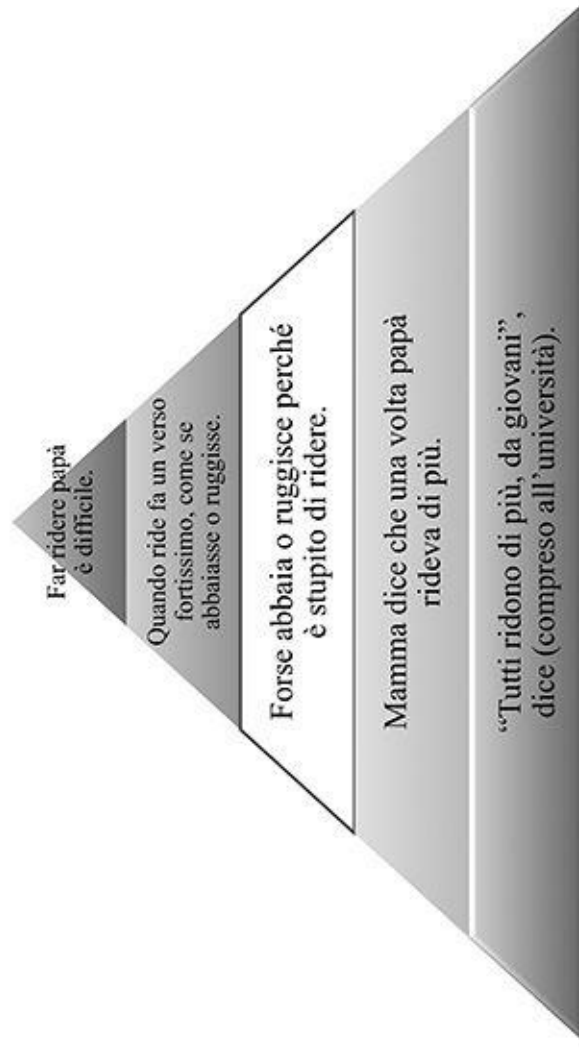 Far ridere papà
è difficile.
Quando ride fa un verso
fortissimo, come se
abbaiasse o ruggisse.
Forse abbaia o ruggisce perché
è stupito di ridere.
Mamma dice che una volta papà
rideva di più.
“Tutti ridono di più, da giovani”,
dice (compreso all’università).